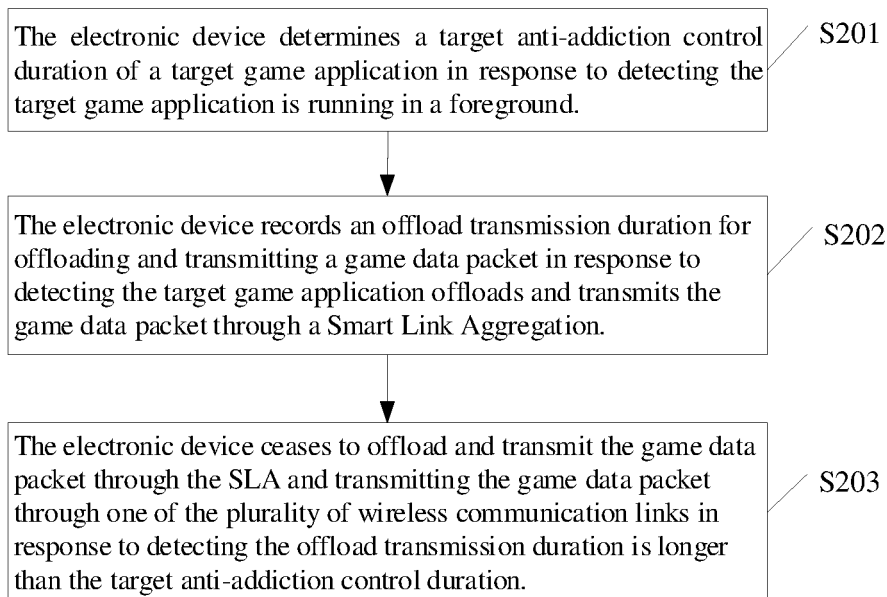 The electronic device determines a target anti-addiction control
duration of a target game application in response to detecting the
target game application is running in a foreground.
S201
The electronic device records an offload transmission duration for
offloading and transmitting a game data packet in response to
detecting the target game application offloads and transmits the
game data packet through a Smart Link Aggregation.
S202
The electronic device ceases to offload and transmit the game data
packet through the SLA and transmitting the game data packet
through one of the plurality of wireless communication links in
response to detecting the offload transmission duration is longer
than the target anti-addiction control duration.
S203